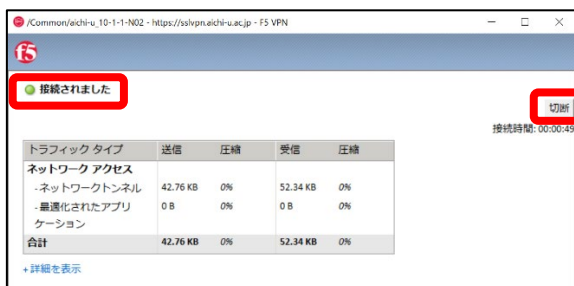 /Common/aichi-u_10-1-1-N02 - https://sslvpn.aichi-u.ac.jp - F5 VPN
f5
接続されました
切断
接続時間: 00:00:49
トラフィック タイプ 送信 圧縮 受信 圧縮
ネットワーク アクセス
-ネットワークトンネル 42.76 KB 0% 52.34 KB 0%
-最適化されたアプリ 0 B 0% 0 B 0%
ケーション
合計 42.76 KB 0% 52.34 KB 0%
+詳細を表示